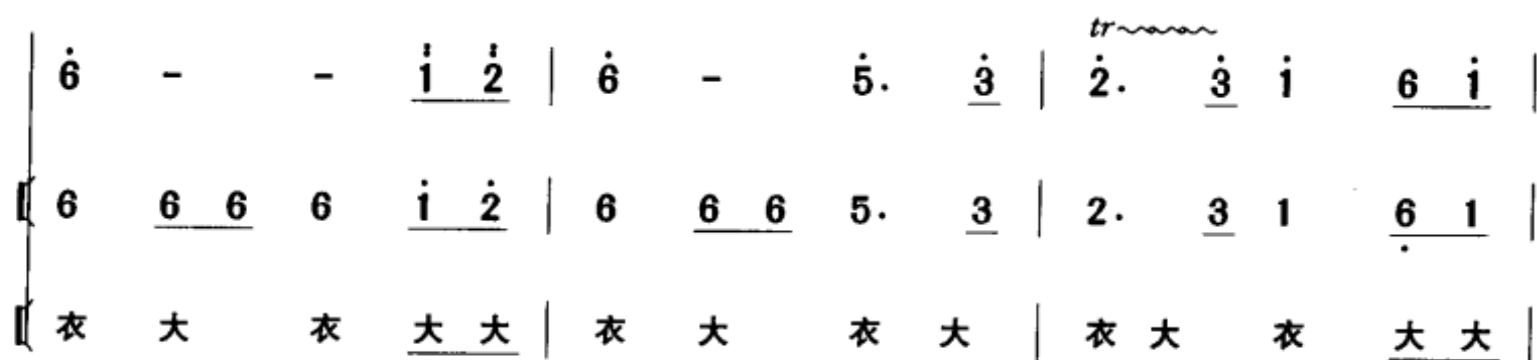 tr
6̇ - - 1̈ 2̈ | 6̇ - 5̇. 3̇ | 2̇. 3̇ 1̇ 6 1̇ |
6 6 6 6 1̇ 2̇ | 6 6 6 5. 3 | 2. 3 1 6̣ 1 |
衣 大 衣 大 大 | 衣 大 衣 大 | 衣 大 衣 大 大 |